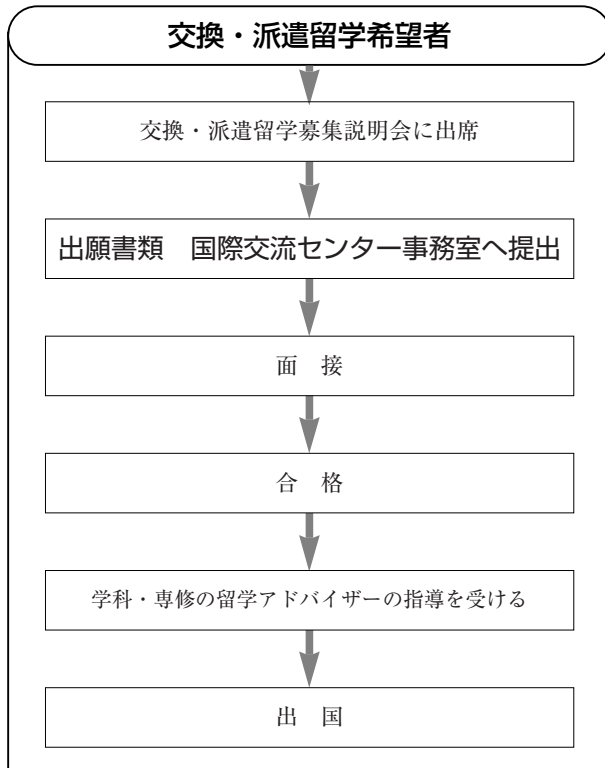 交換・派遣留学希望者
交換・派遣留学募集説明会に出席
出願書類　国際交流センター事務室へ提出
面　接
合　格
学科・専修の留学アドバイザーの指導を受ける
出　国